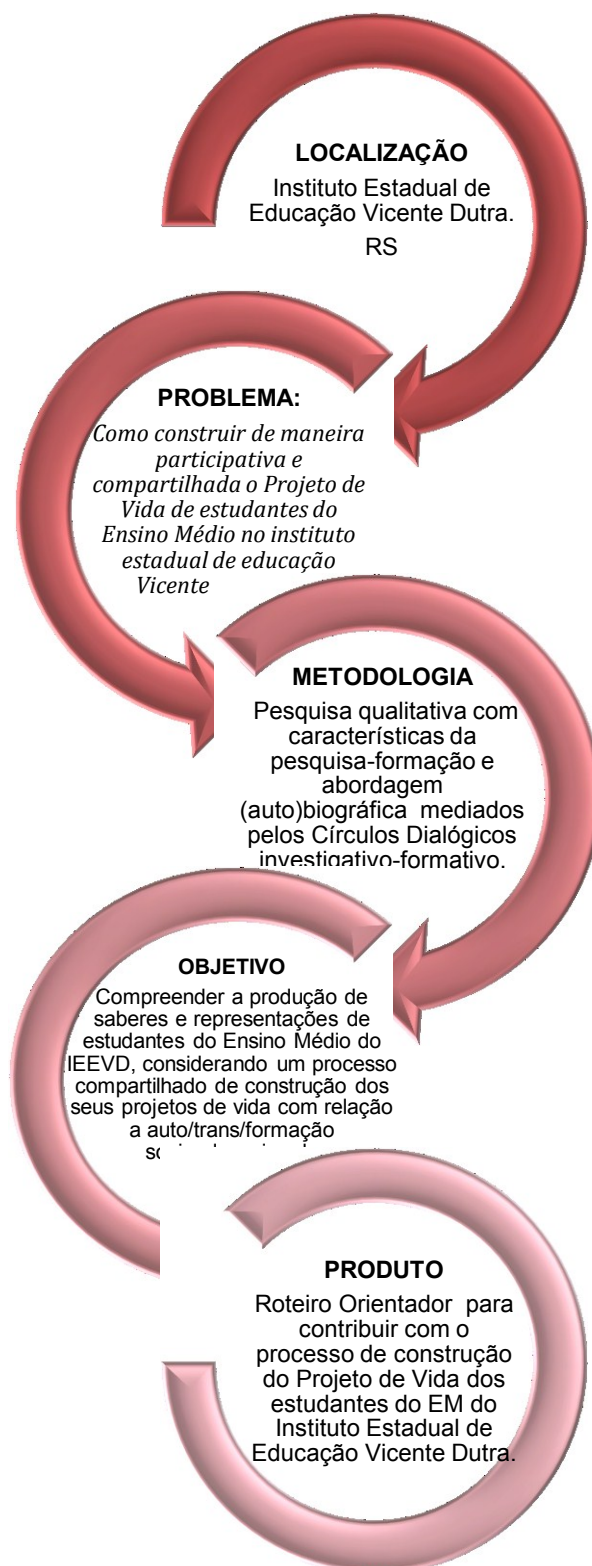 LOCALIZAÇÃO
Instituto Estadual de
Educação Vicente Dutra.
RS
PROBLEMA:
Como construir de maneira
participativa e
compartilhada o Projeto de
Vida de estudantes do
Ensino Médio no instituto
estadual de educação
Vicente
METODOLOGIA
Pesquisa qualitativa com
características da
pesquisa-formação e
abordagem
(auto)biográfica mediados
pelos Círculos Dialógicos
investigativo-formativo.
OBJETIVO
Compreender a produção de
saberes e representações de
estudantes do Ensino Médio do
IEEVD, considerando um processo
compartilhado de construção dos
seus projetos de vida com relação
a auto/trans/formação
PRODUTO
Roteiro Orientador para
contribuir com o
processo de construção
do Projeto de Vida dos
estudantes do EM do
Instituto Estadual de
Educação Vicente Dutra.